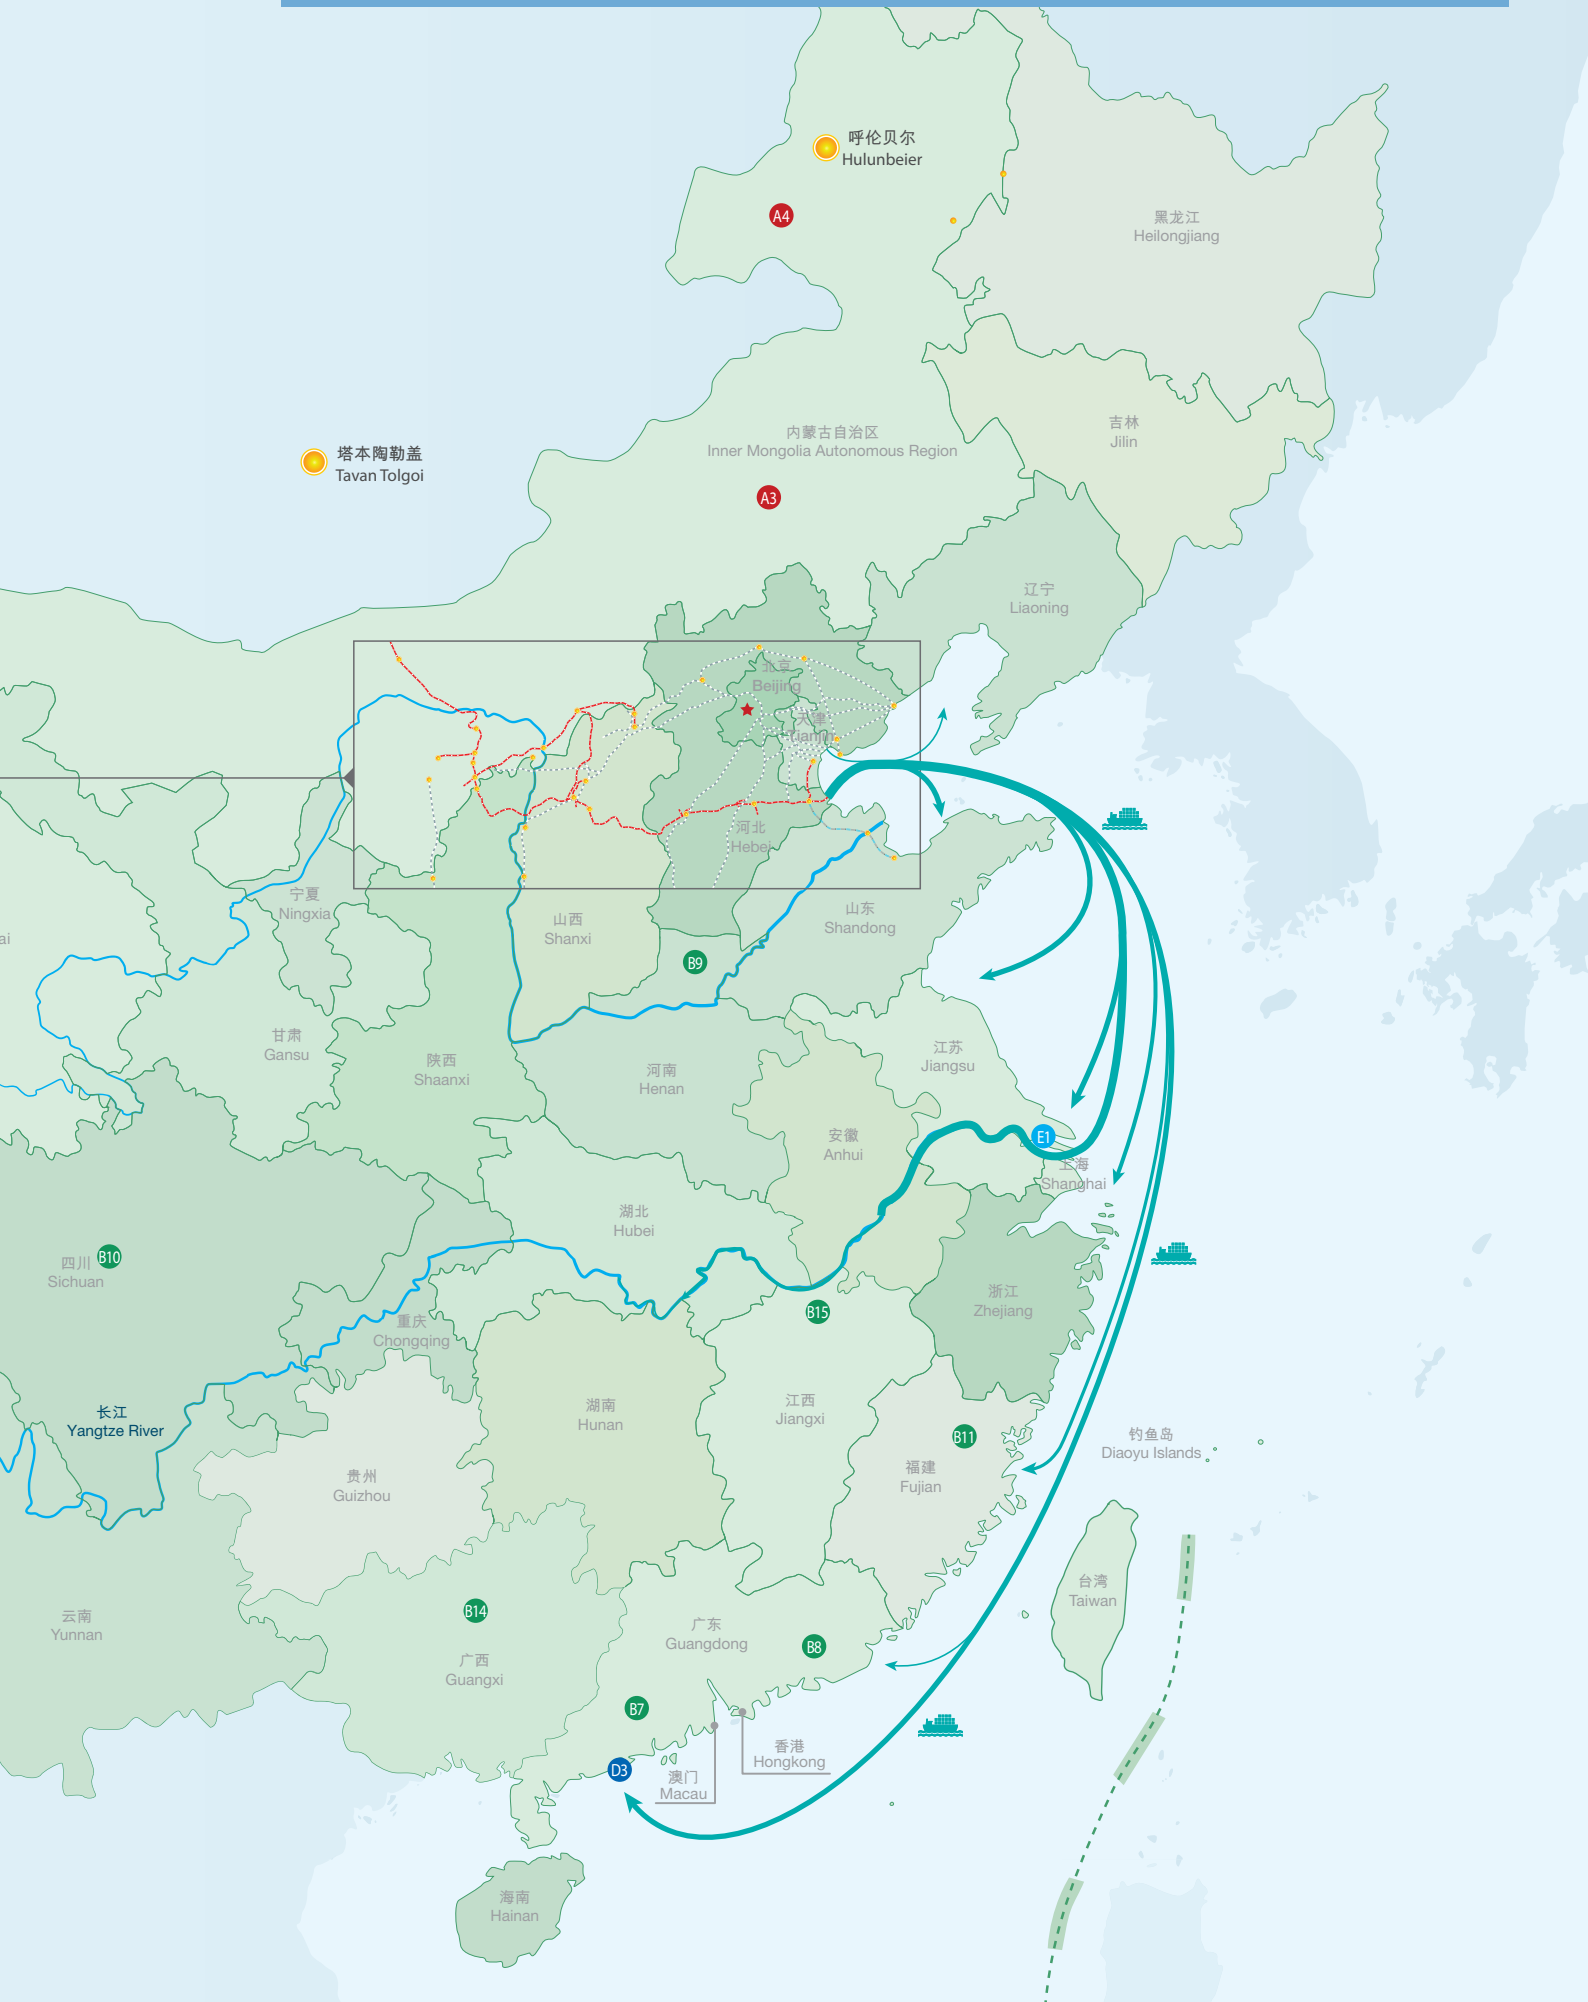 呼伦贝尔
Hulunbeier
A4
黑龙江
Heilongjiang
内蒙古自治区
Inner Mongolia Autonomous Region
吉林
Jilin
塔本陶勒盖
Tavan Tolgoi
A3
辽宁
Liaoning
北京
Beijing
天津
Tianjin
河北
Hebei
宁夏
Ningxia
山西
Shanxi
山东
Shandong
ai
B9
甘肃
Gansu
陕西
Shaanxi
河南
Henan
江苏
Jiangsu
安徽
Anhui
E1
上海
Shanghai
湖北
Hubei
四川
Sichuan
B10
重庆
Chongqing
B15
浙江
Zhejiang
长江
Yangtze River
湖南
Hunan
江西
Jiangxi
B11
福建
Fujian
钓鱼岛
Diaoyu Islands
贵州
Guizhou
台湾
Taiwan
云南
Yunnan
B14
广西
Guangxi
广东
Guangdong
B8
B7
D3
香港
Hongkong
澳门
Macau
海南
Hainan